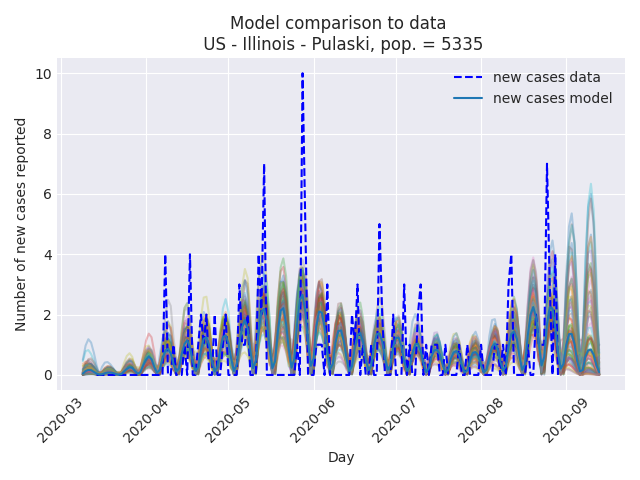 Model comparison to data
US - Illinois - Pulaski, pop. = 5335
new cases data
new cases model
Number of new cases reported
10
8
6
4
2
0
2020-03
2020-04
2020-05
2020-06
2020-07
2020-08
2020-09
Day